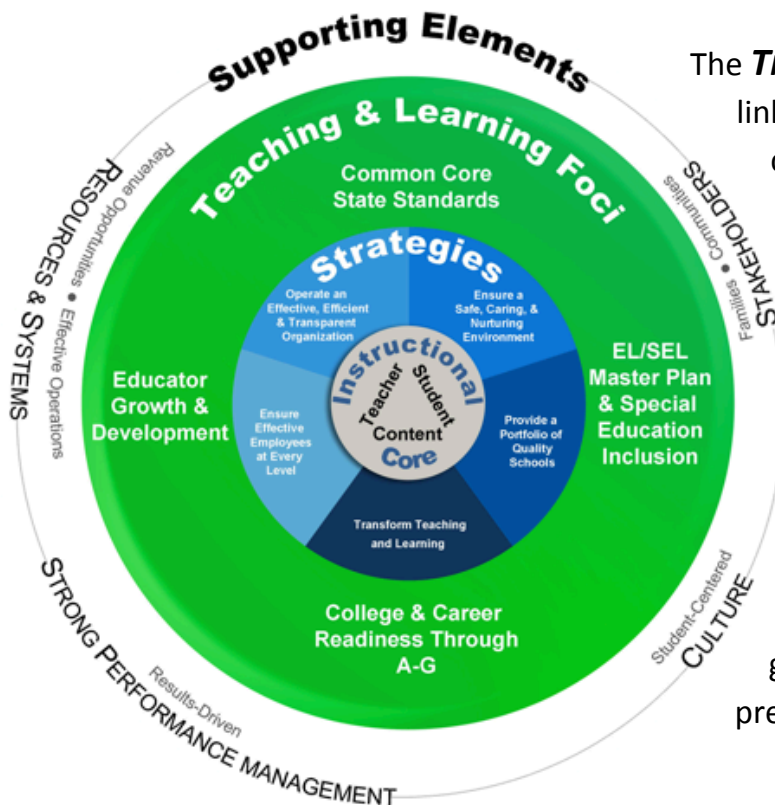 Supporting Elements
The
Teaching & Learning Foci
Common Core
State Standards
RESOURCES & SYSTEMS
Revenue Opportunities • Effective Operations
STAKEHOLDERS
Families • Communities
Strategies
Operate an
Effective, Efficient
& Transparent
Organization
Ensure a
Safe, Caring, &
Nurturing
Environment
Instructional
Teacher
Student
Content
Core
Educator
Growth &
Development
EL/SEL
Master Plan
& Special
Education
Inclusion
Ensure
Effective
Employees
at Every
Level
Provide a
Portfolio of
Quality
Schools
Transform Teaching
and Learning
College & Career
Readiness Through
A-G
STRONG PERFORMANCE MANAGEMENT
Results-Driven
Student-Centered
CULTURE